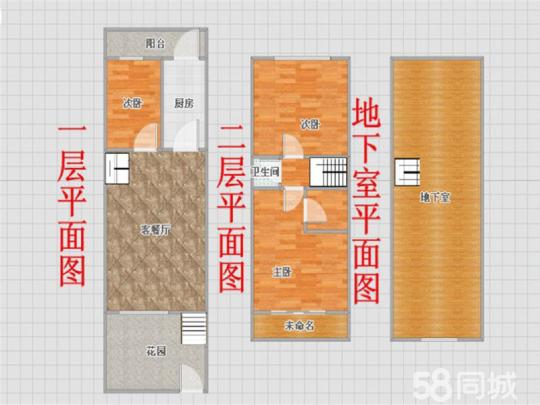 一层平面图
阳台
次卧
厨房
客餐厅
花园
二层平面图
次卧
卫生间
主卧
未命名
地下室平面图
地下室
58同城